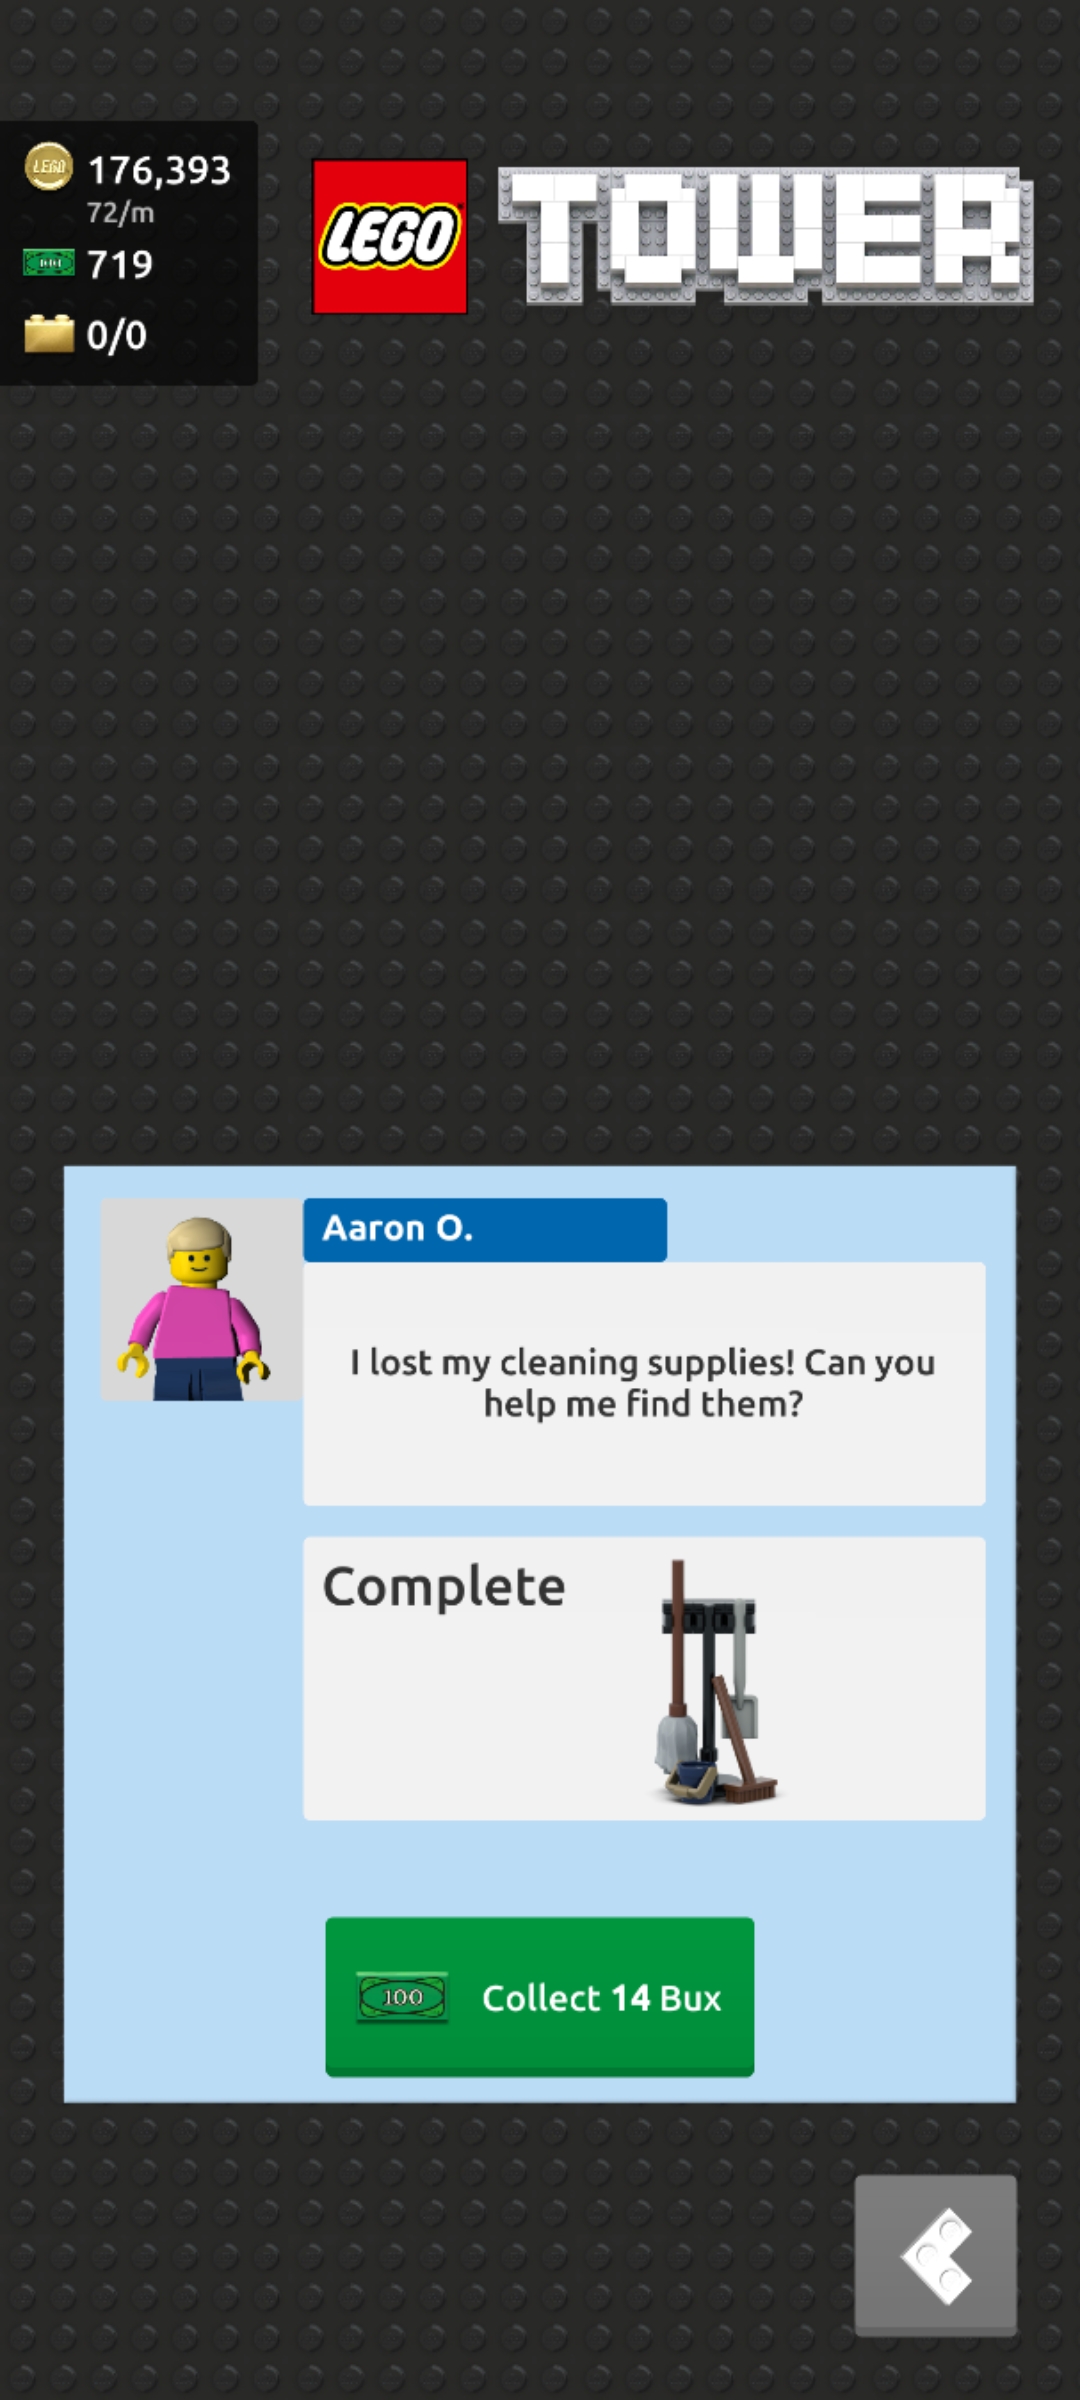 LEGO
176,393
72/m
719
0/0
LEGO
TOWER
Aaron O.
I lost my cleaning supplies! Can you
help me find them?
Complete
100
Collect 14 Bux